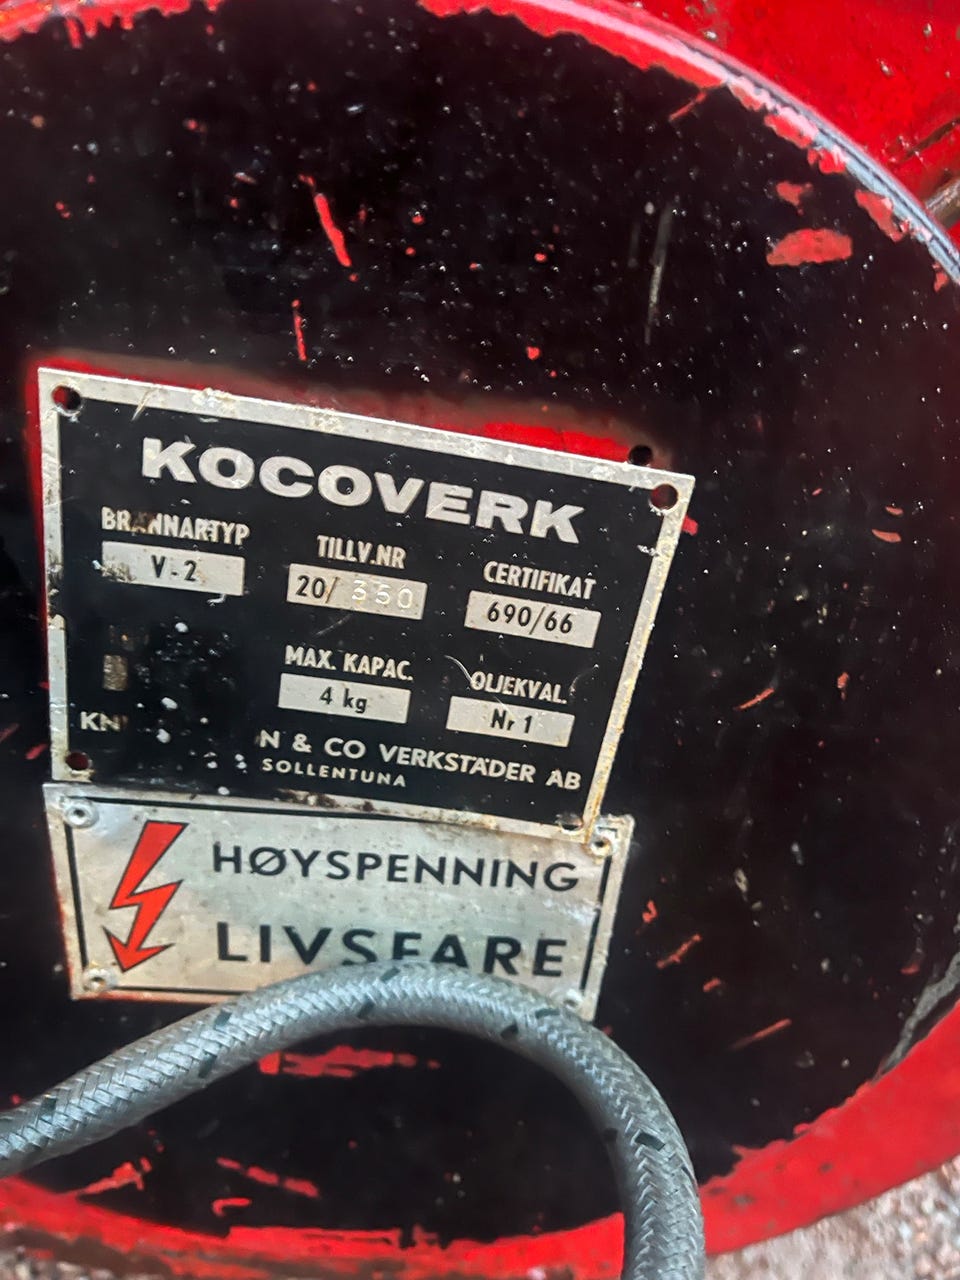 KOCOVERK
BRÄNNARTYP TILLV.NR CERTIFIKAT
V-2 20/ 350 690/66
MAX. KAPAC. OLJEKVAL.
4 kg Nr 1
& CO VERKSTÄDER AB
SOLLENTUNA
HØYSPENNING
LIVSFARE